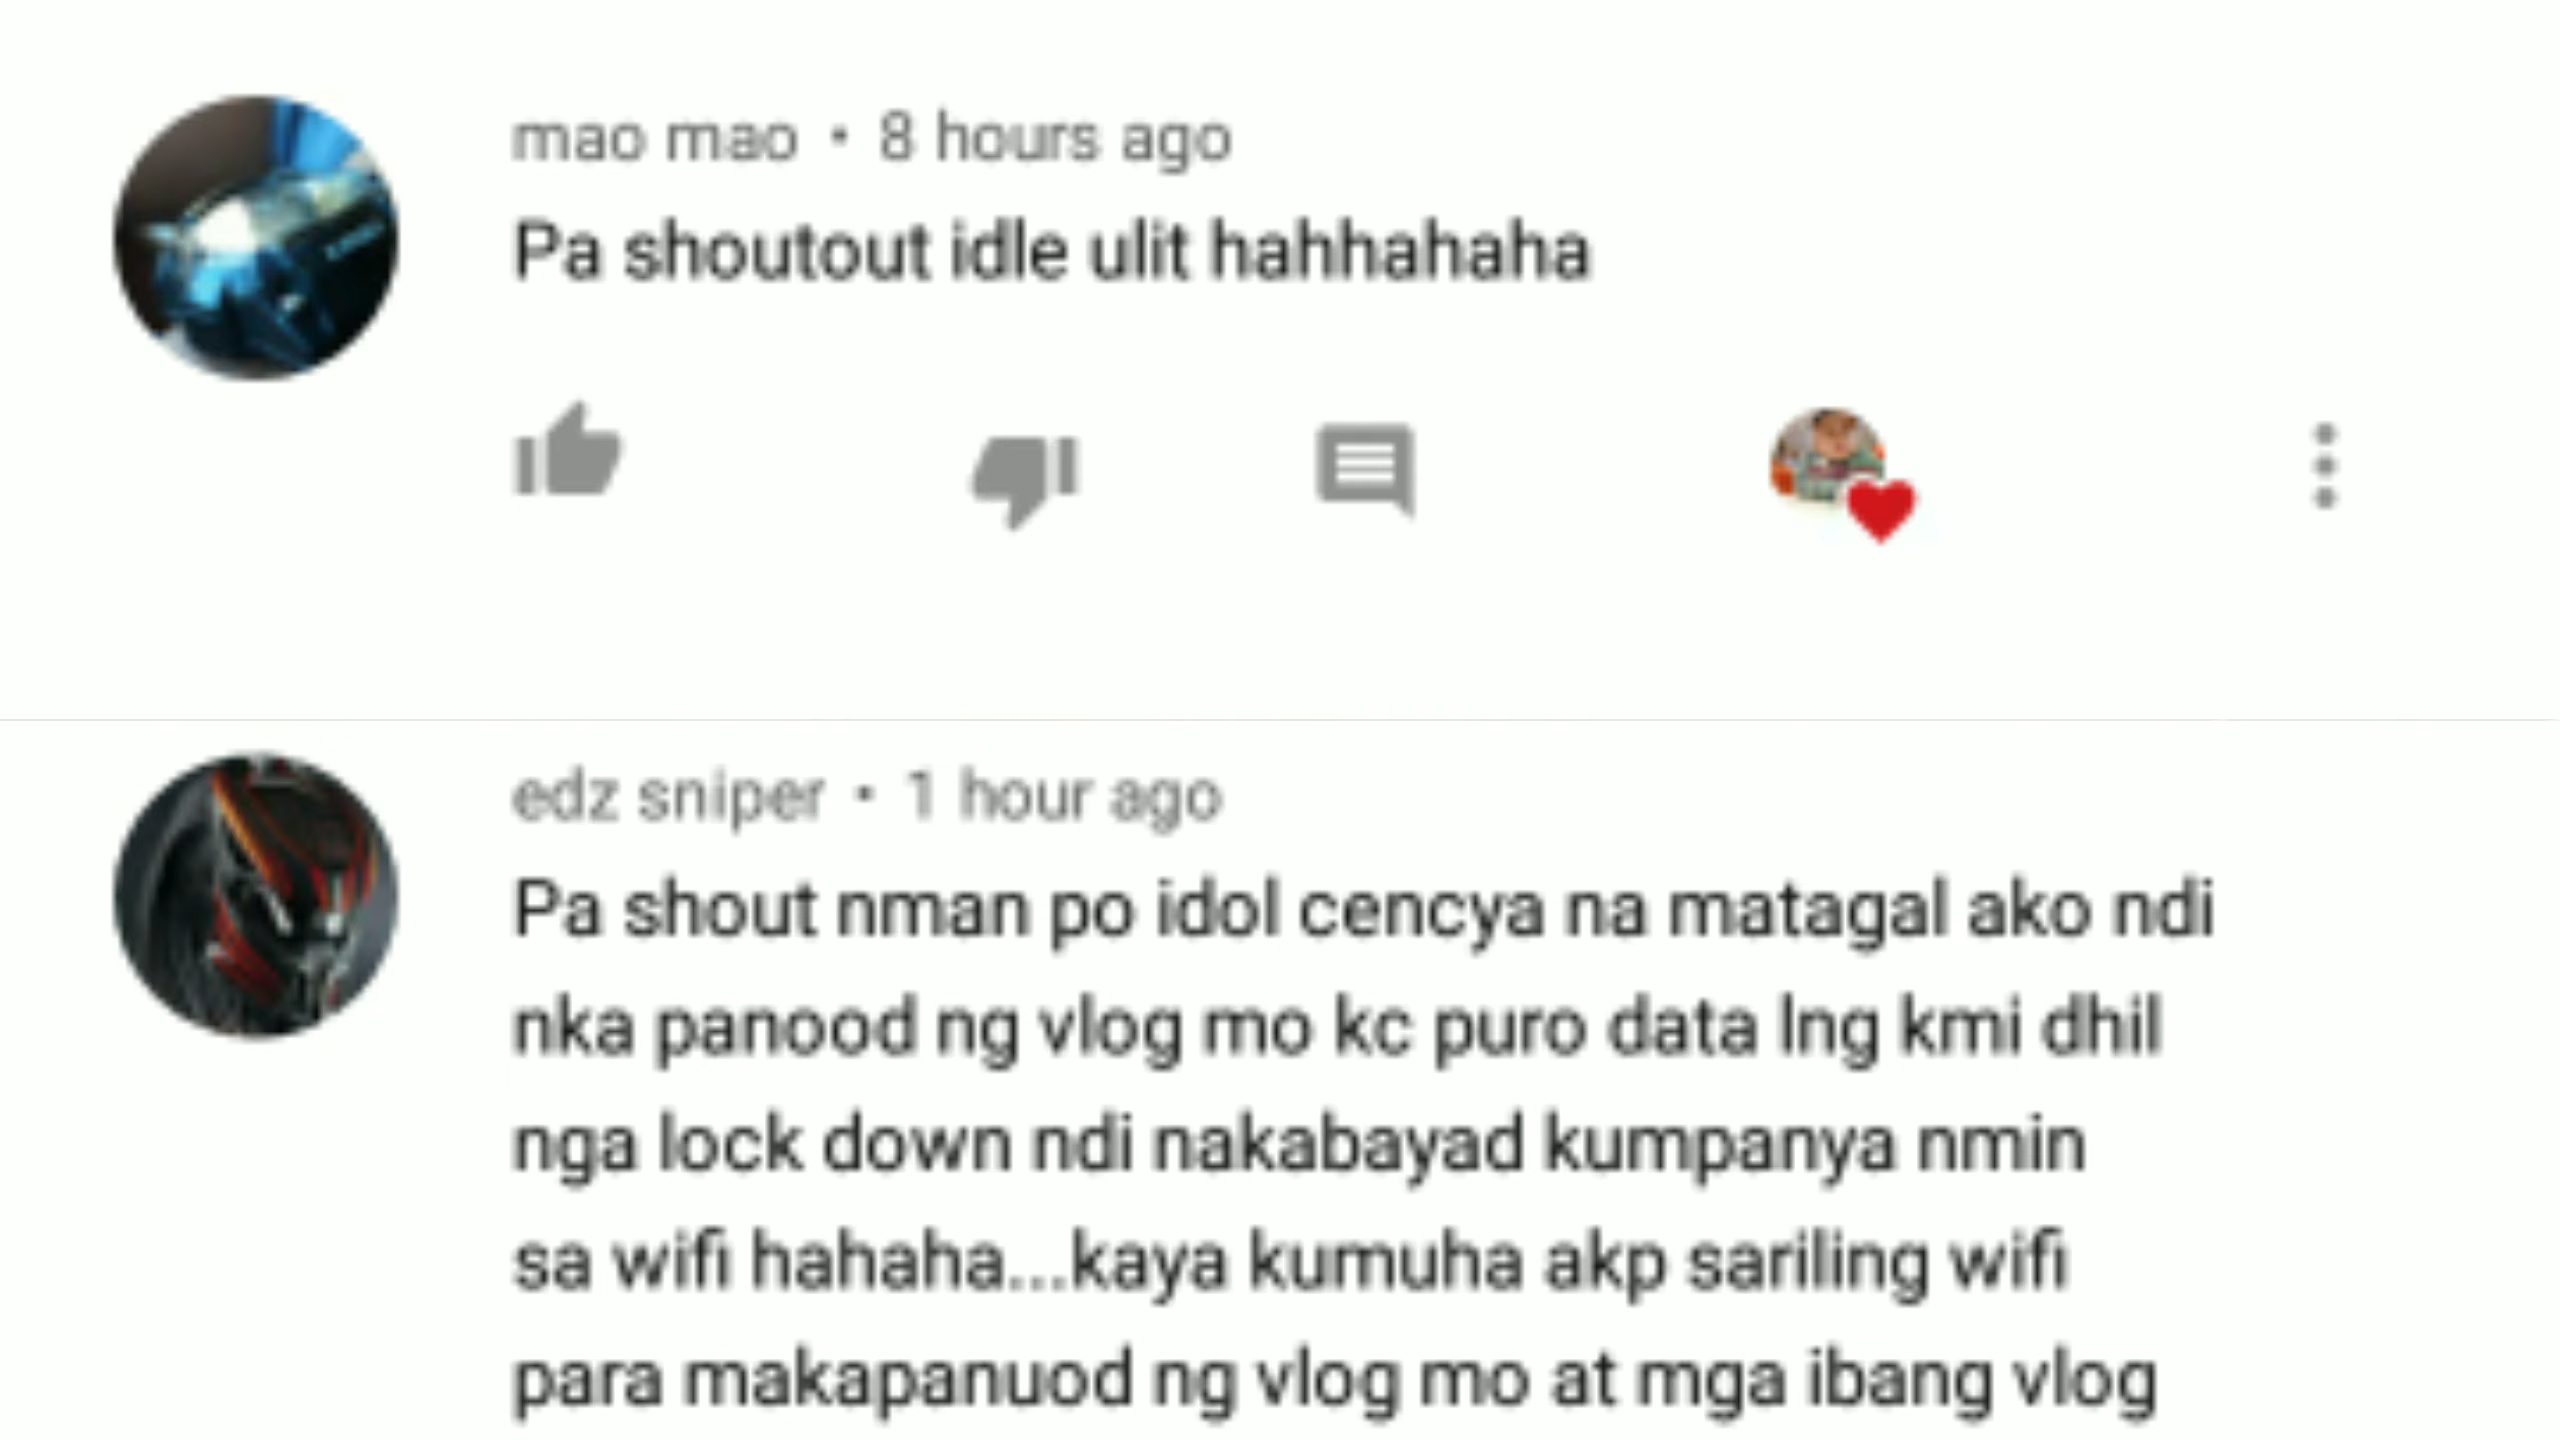 mao mao • 8 hours ago
Pa shoutout idle ulit hahhahaha
edz sniper • 1 hour ago
Pa shout nman po idol cencya na matagal ako ndi
nka panood ng vlog mo kc puro data lng kmi dhil
nga lock down ndi nakabayad kumpanya nmin
sa wifi hahaha...kaya kumuha akp sariling wifi
para makapanuod ng vlog mo at mga ibang vlog